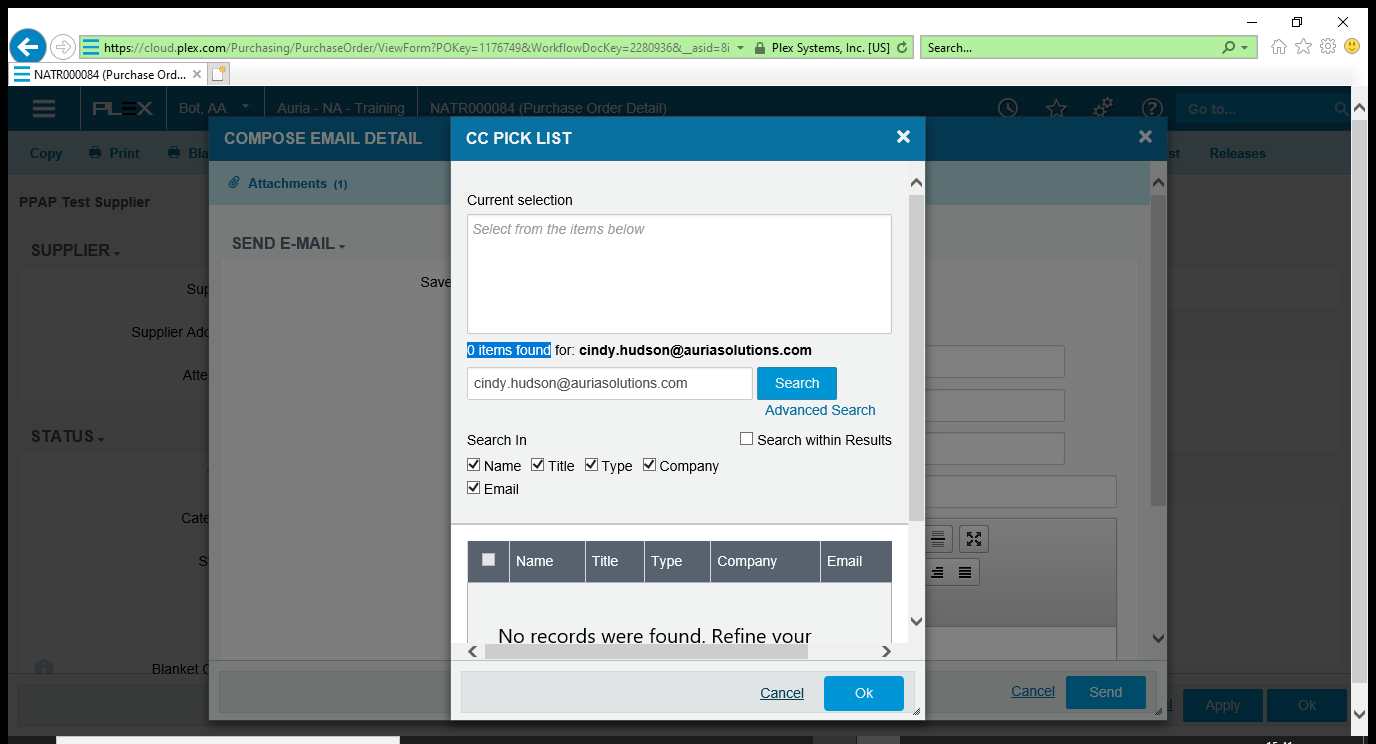 https://cloud.plex.com/Purchasing/PurchaseOrder/ViewForm?POKey=1176749&WorkflowDocKey=2280936&__asid=8i
Plex Systems, Inc. [US]
Search...
NATR000084 (Purchase Ord...
PLEX
Bot, AA
Auria - NA - Training
NATR000084 (Purchase Order Detail)
Go to...
Copy
Print
Bla
st
Releases
COMPOSE EMAIL DETAIL
CC PICK LIST
Attachments (1)
PPAP Test Supplier
SEND E-MAIL
SUPPLIER
Save
Sup
Supplier Add
Atte
STATUS
Cate
S
Blanket O
Current selection
Select from the items below
0 items found for: cindy.hudson@auriasolutions.com
cindy.hudson@auriasolutions.com
Search
Advanced Search
Search In
Search within Results
Name Title Type Company
Email
Name Title Type Company Email
No records were found. Refine your
Cancel
Ok
Cancel
Send
Apply
Ok